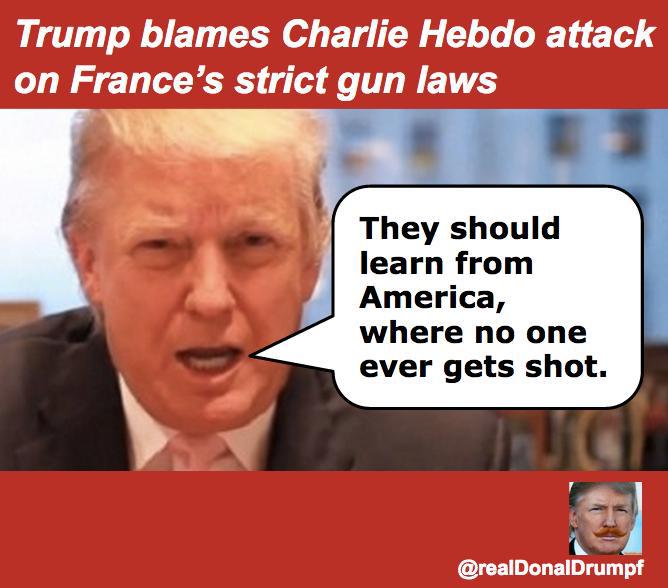 Trump blames Charlie Hebdo attack
on France’s strict gun laws
They should
learn from
America,
where no one
ever gets shot.
@realDonalDrumpf